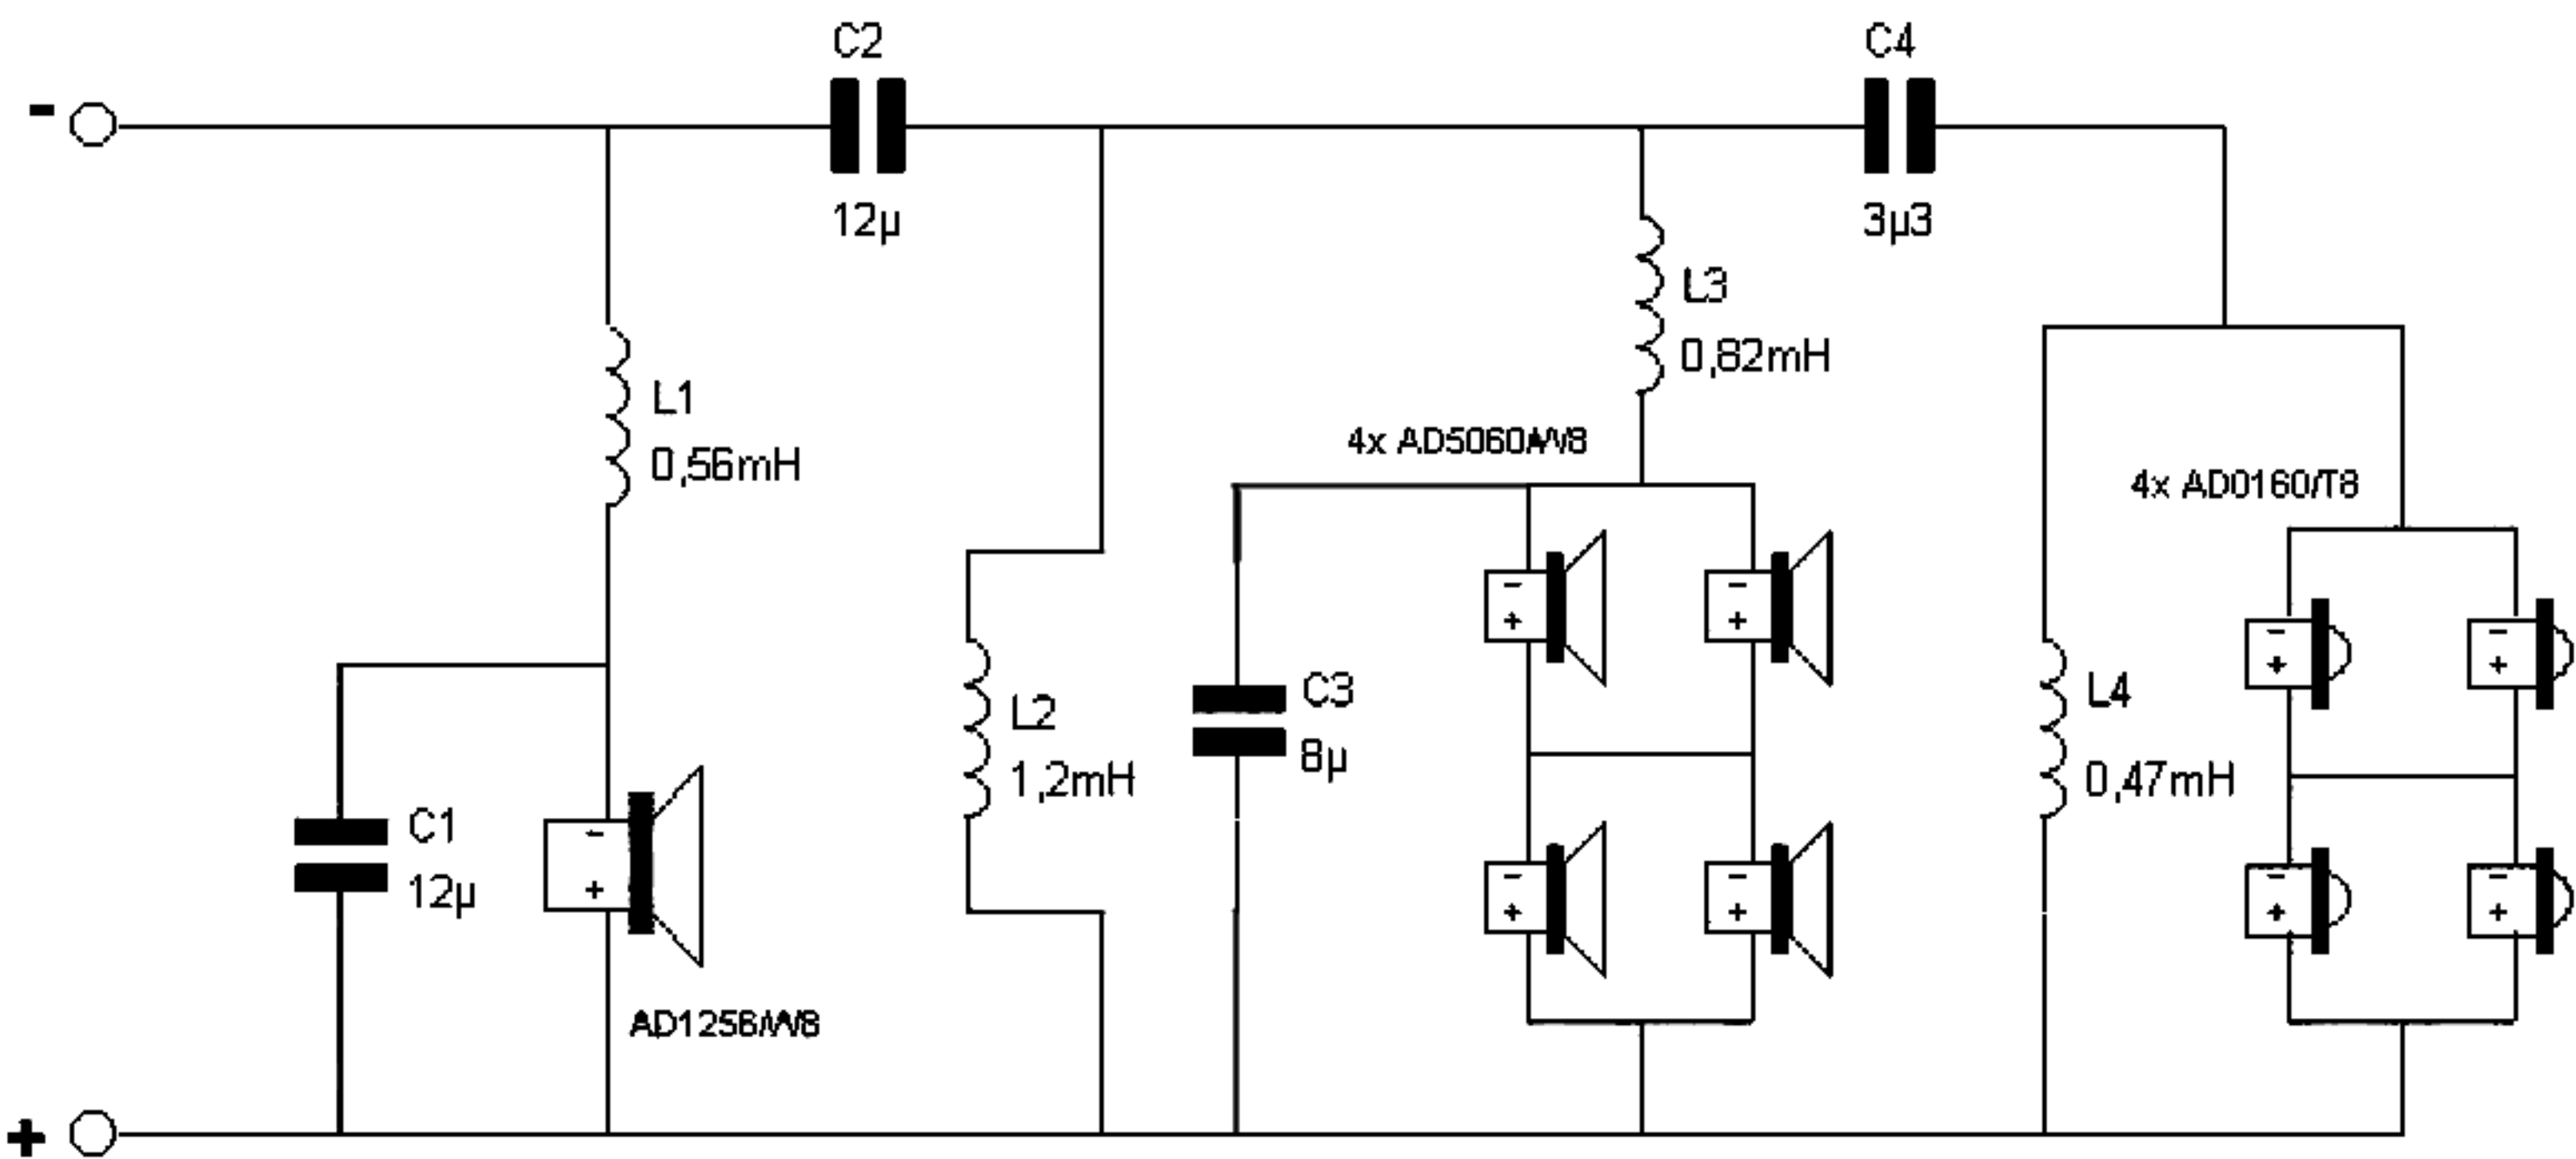 C2
C4
-
12µ
3µ3
L3
0,82mH
L1
0,56mH
4x AD5060/W8
4x AD0160/T8
- - - -
+ + + +
L2
1,2mH
C3
8µ
L4
0,47mH
C1
12µ
-
+
- - - -
+ + + +
AD1256/W8
+